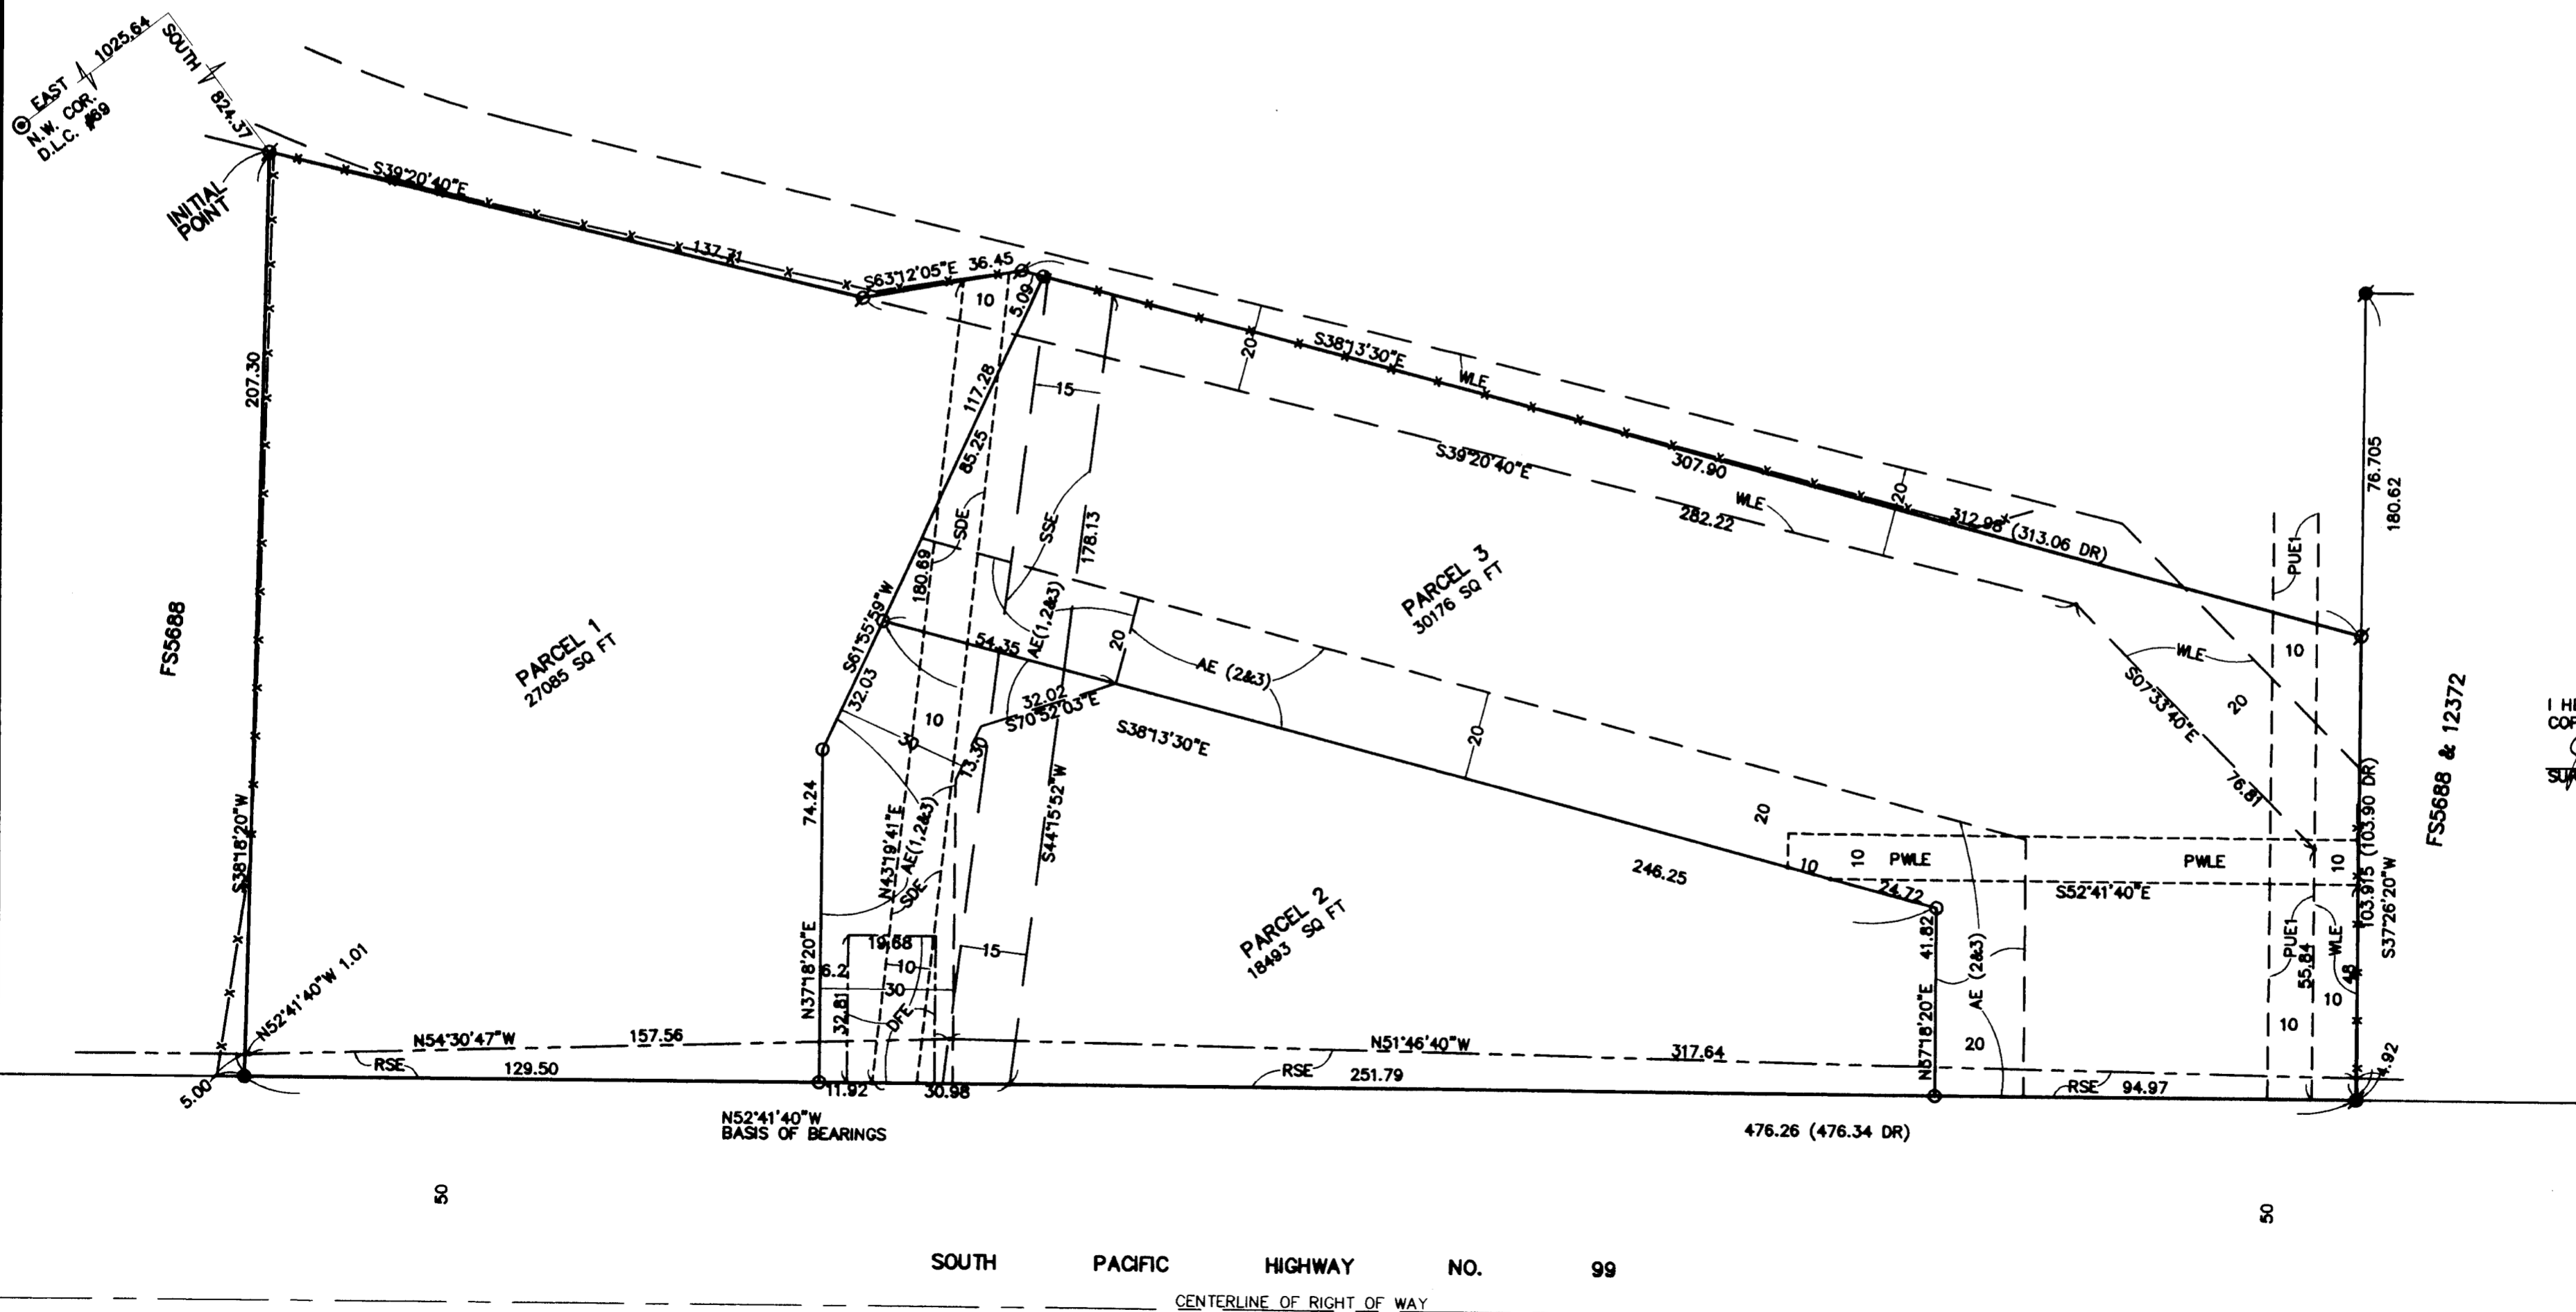 EAST 1025.64
N.W. COR.
D.L.C. #69
SOUTH 824.37
INITIAL
POINT
S39°20'40"E
137.71
S63°12'05"E 36.45
5.09
10
117.28
85.25
15
20
S38°13'30"E
WLE
S39°20'40"E
307.90
WLE
282.22
20
312.98 (313.06 DR)
76.705
180.62
PUE1
207.30
FS5688
PARCEL 1
27085 SQ FT
SDE
SSE
178.13
180.69
AE(1,2&3)
S61°55'59"W
54.35
20
AE (2&3)
PARCEL 3
30176 SQ FT
10
WLE
20
S07°33'40"E
76.81
FS5688 & 12372
32.03
10
30
13.30
32.02
S70°52'03"E
S38°13'30"E
20
74.24
N43°19'41"E
AE(1,2&3)
SDE
S44°15'52"W
S38°18'20"W
20
10
10
PWLE
PWLE
10
103.915 (103.90 DR)
S37°26'20"W
246.25
24.72
S52°41'40"E
PARCEL 2
18493 SQ FT
41.82
AE (2&3)
PUE1
55.84
WLE
48
N37°18'20"E
19.68
6.2
10
15
30
32.81
DFE
N37°18'20"E
20
10
10
N52°41'40"W 1.01
N54°30'47"W
157.56
N51°46'40"W
317.64
4.92
5.00
RSE
129.50
11.92
30.98
RSE
251.79
RSE
94.97
N52°41'40"W
BASIS OF BEARINGS
476.26 (476.34 DR)
50
50
SOUTH PACIFIC HIGHWAY NO. 99
CENTERLINE OF RIGHT OF WAY